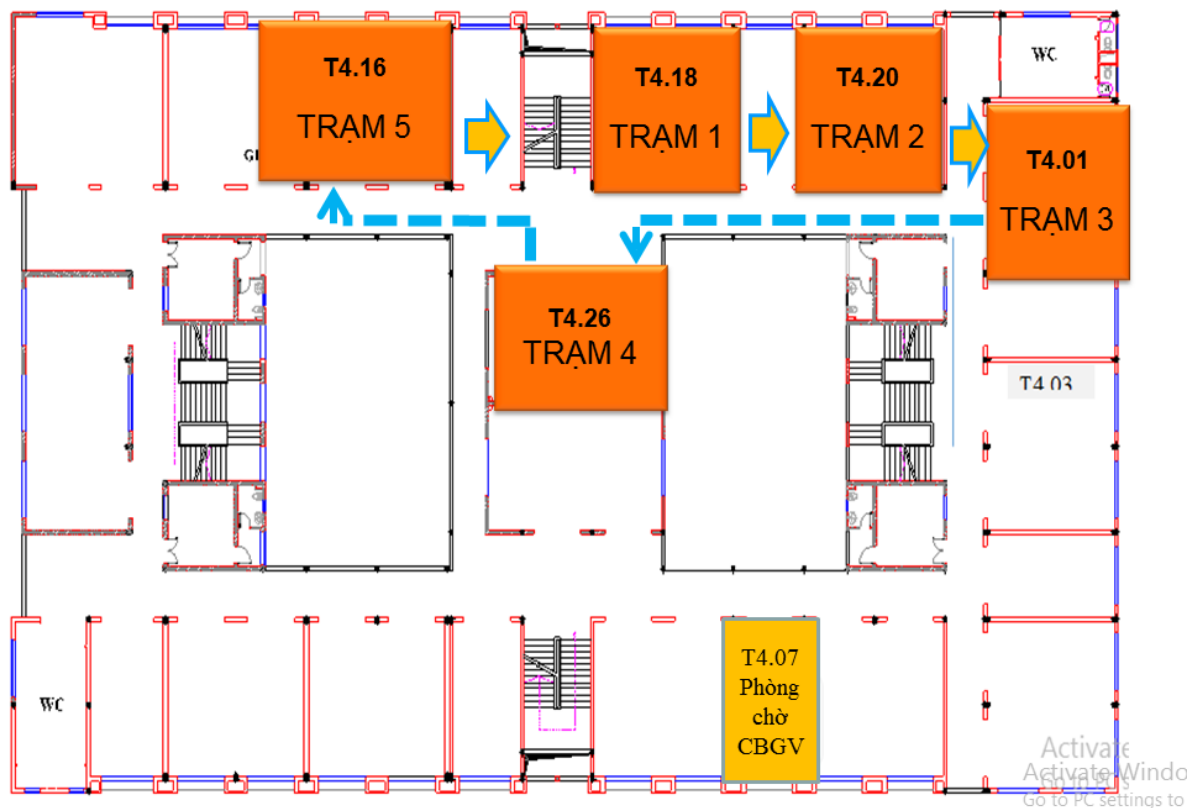 T4.16
TRẠM 5
T4.18
TRẠM 1
T4.20
TRẠM 2
WC
T4.01
TRẠM 3
T4.26
TRẠM 4
T4.03
T4.07
Phòng
chờ
CBGV
WC
Activate Windo
Go to PC settings to